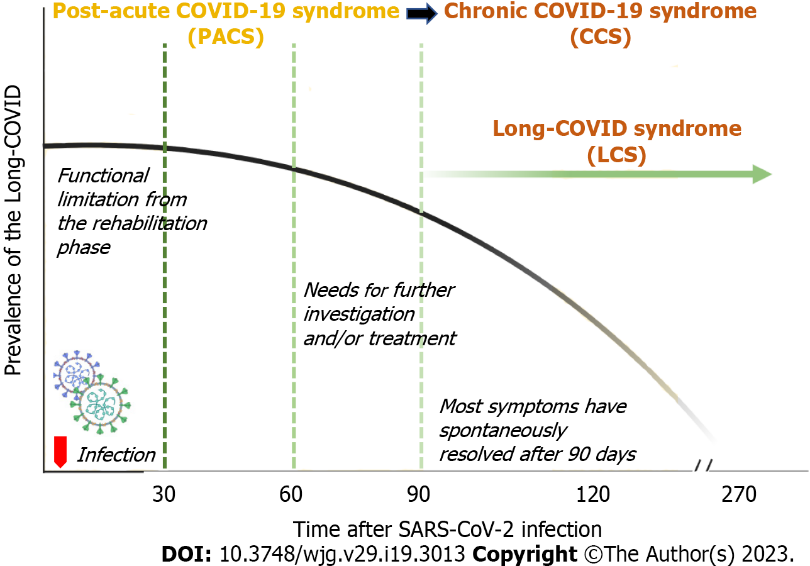 Post-acute COVID-19 syndrome
(PACS)
Chronic COVID-19 syndrome
(CCS)
Long-COVID syndrome
(LCS)
Prevalence of the Long-COVID
Functional
limitation from
the rehabilitation
phase
Needs for further
investigation
and/or treatment
Most symptoms have
spontaneously
resolved after 90 days
Infection
30 60 90 120 270
Time after SARS-CoV-2 infection
DOI: 10.3748/wjg.v29.i19.3013 Copyright ©The Author(s) 2023.